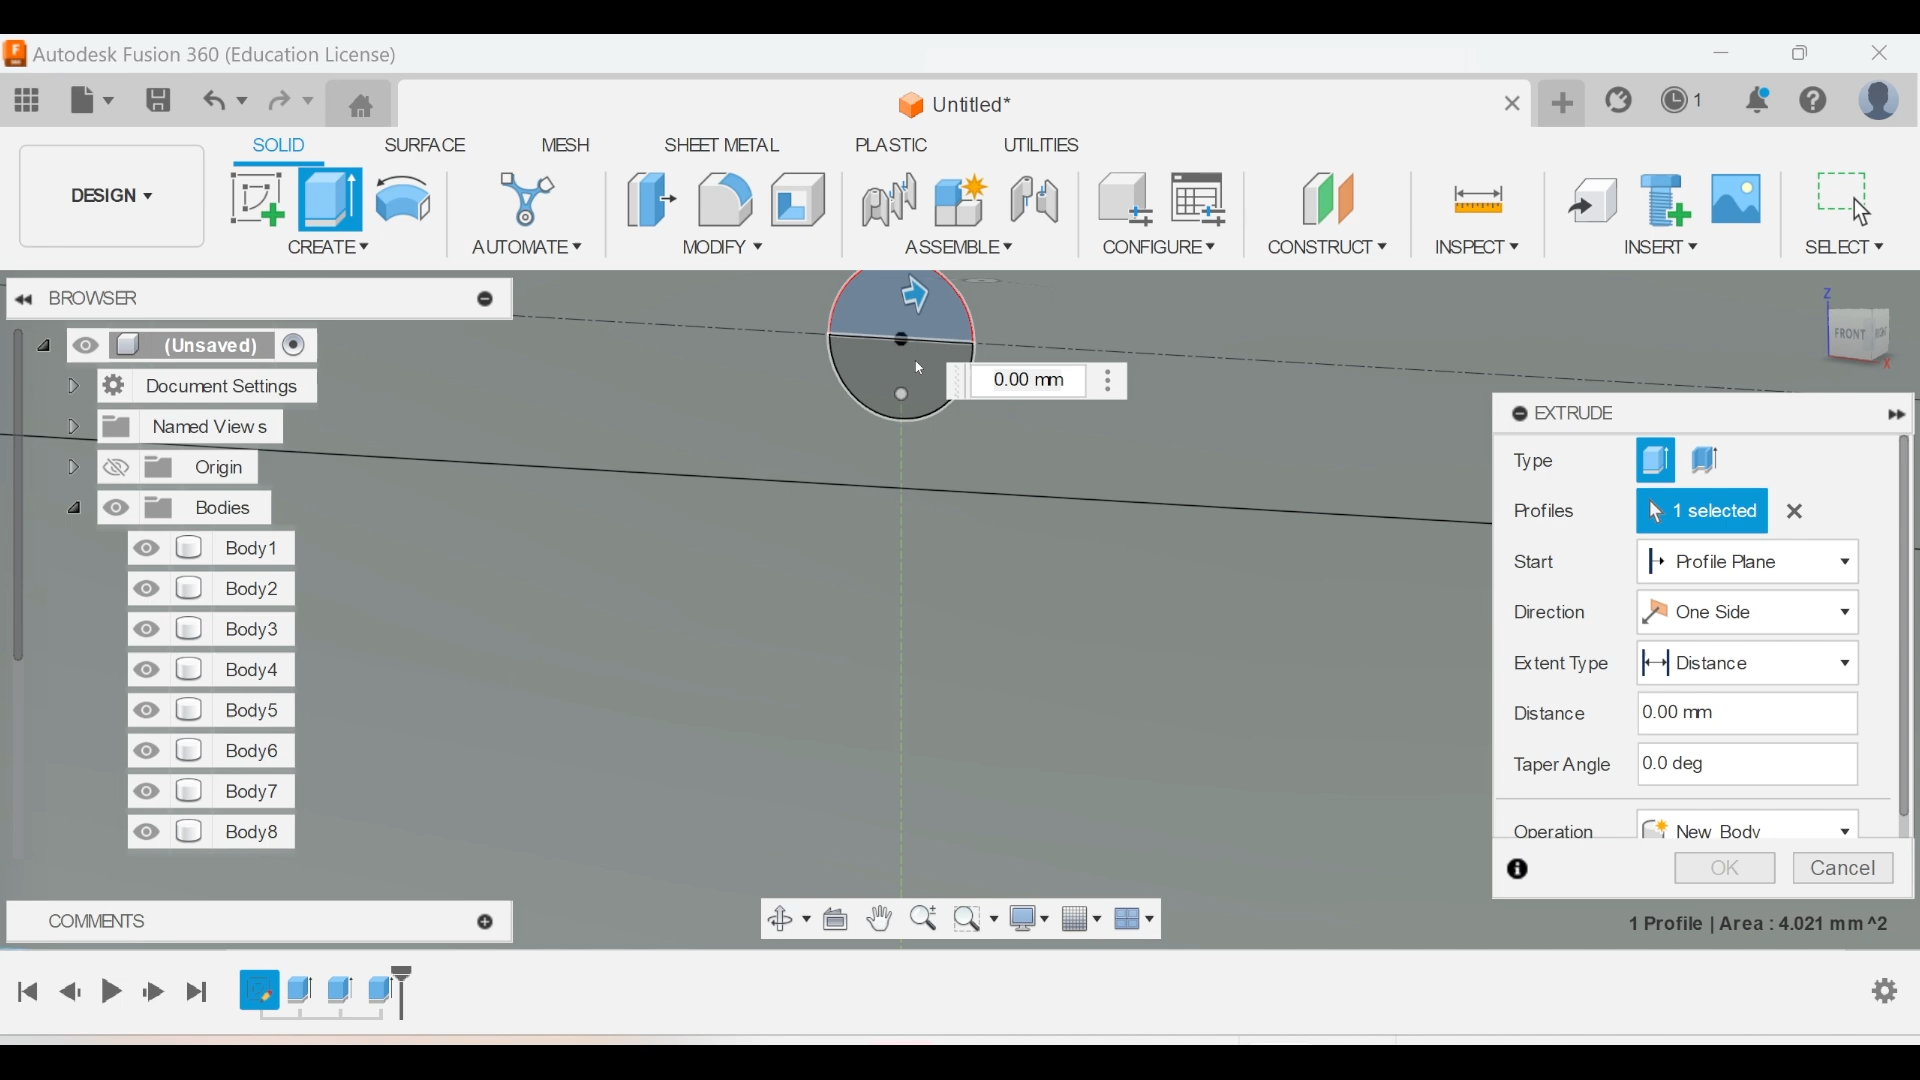 Autodesk Fusion 360 (Education License)
Untitled*
1
SOLID SURFACE MESH SHEET METAL PLASTIC UTILITIES
DESIGN
CREATE AUTOMATE MODIFY ASSEMBLE CONFIGURE CONSTRUCT INSPECT INSERT SELECT
BROWSER
(Unsaved)
Document Settings
Named Views
Origin
Bodies
Body1
Body2
Body3
Body4
Body5
Body6
Body7
Body8
COMMENTS
0.00 mm
Z
FRONT RIGHT
X
EXTRUDE
Type
Profiles 1 selected
Start Profile Plane
Direction One Side
Extent Type Distance
Distance 0.00 mm
Taper Angle 0.0 deg
Operation New Body
OK Cancel
1 Profile | Area : 4.021 mm^2